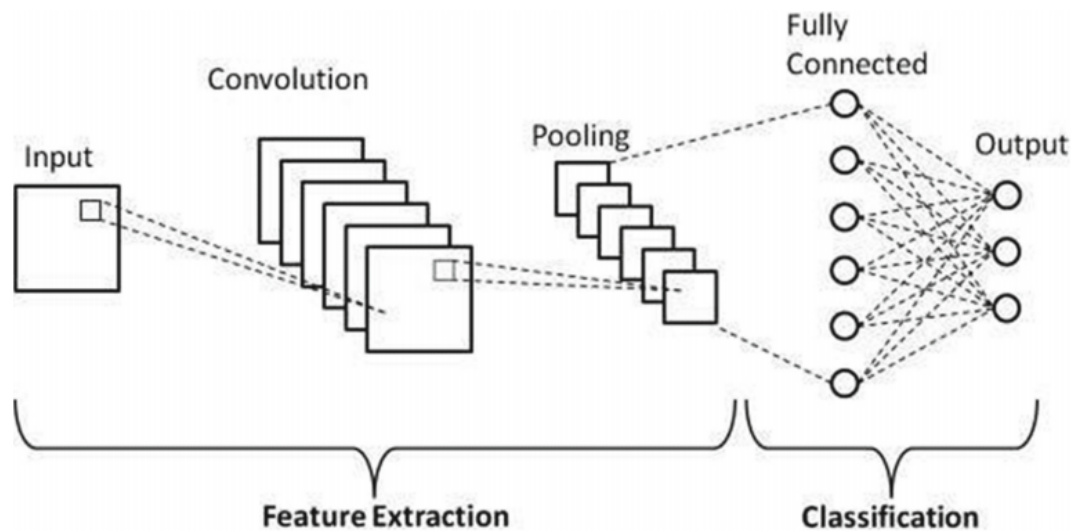 Input
Convolution
Pooling
Fully
Connected
Output
Feature Extraction
Classification